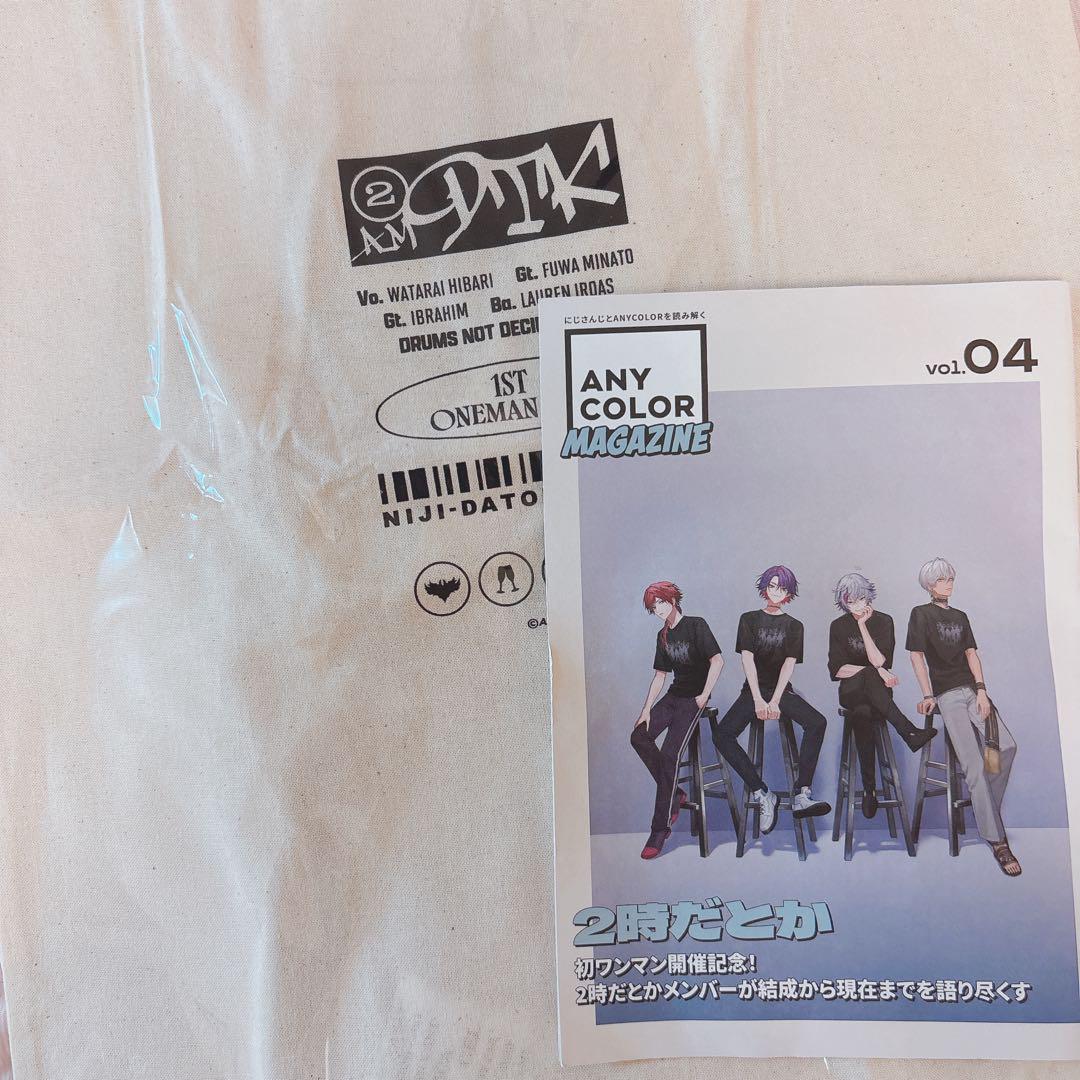 2
AM DTK
Vo. WATARAI HIBARI Gt. FUWA MINATO
Gt. IBRAHIM Ba. LAUREN IROAS
DRUMS NOT
1ST
ONEMAN
NIJI-DATO
にじさんじとANYCOLORを読み解く
ANY
COLOR
MAGAZINE
vol.04
2時だとか
初ワンマン開催記念!
2時だとかメンバーが結成から現在までを語り尽くす